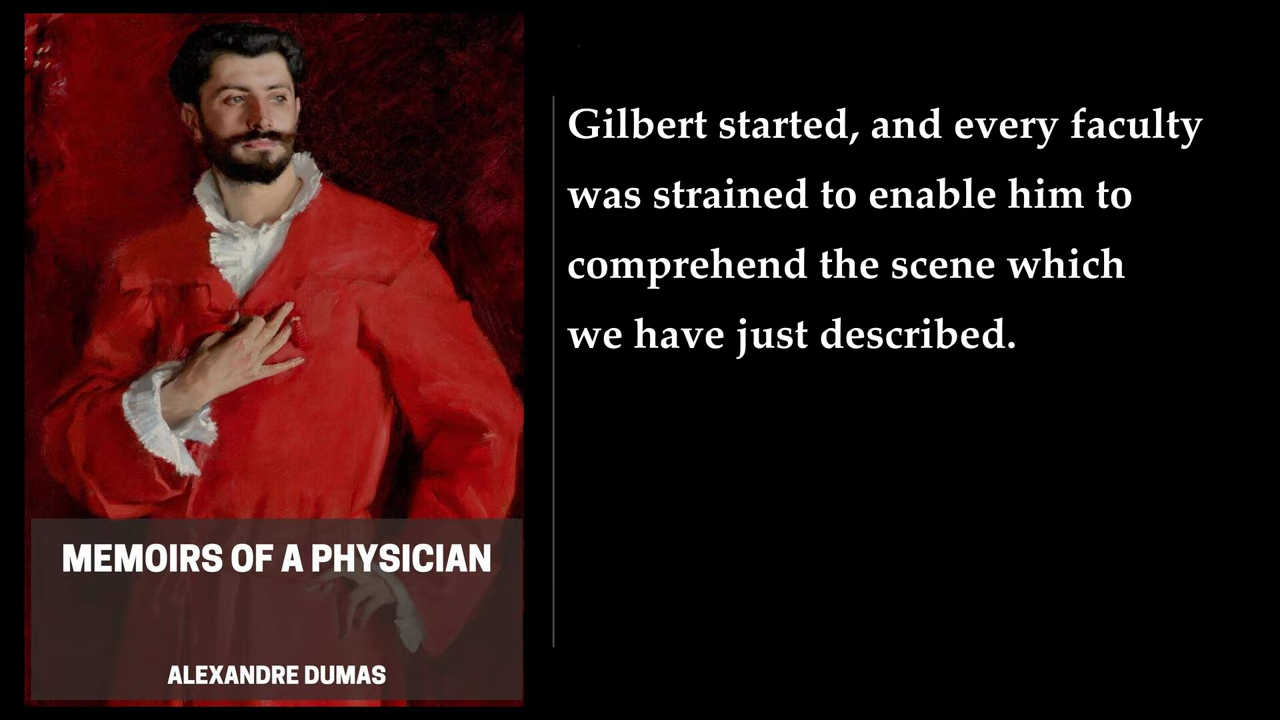 Gilbert started, and every faculty
was strained to enable him to
comprehend the scene which
we have just described.
MEMOIRS OF A PHYSICIAN
ALEXANDRE DUMAS